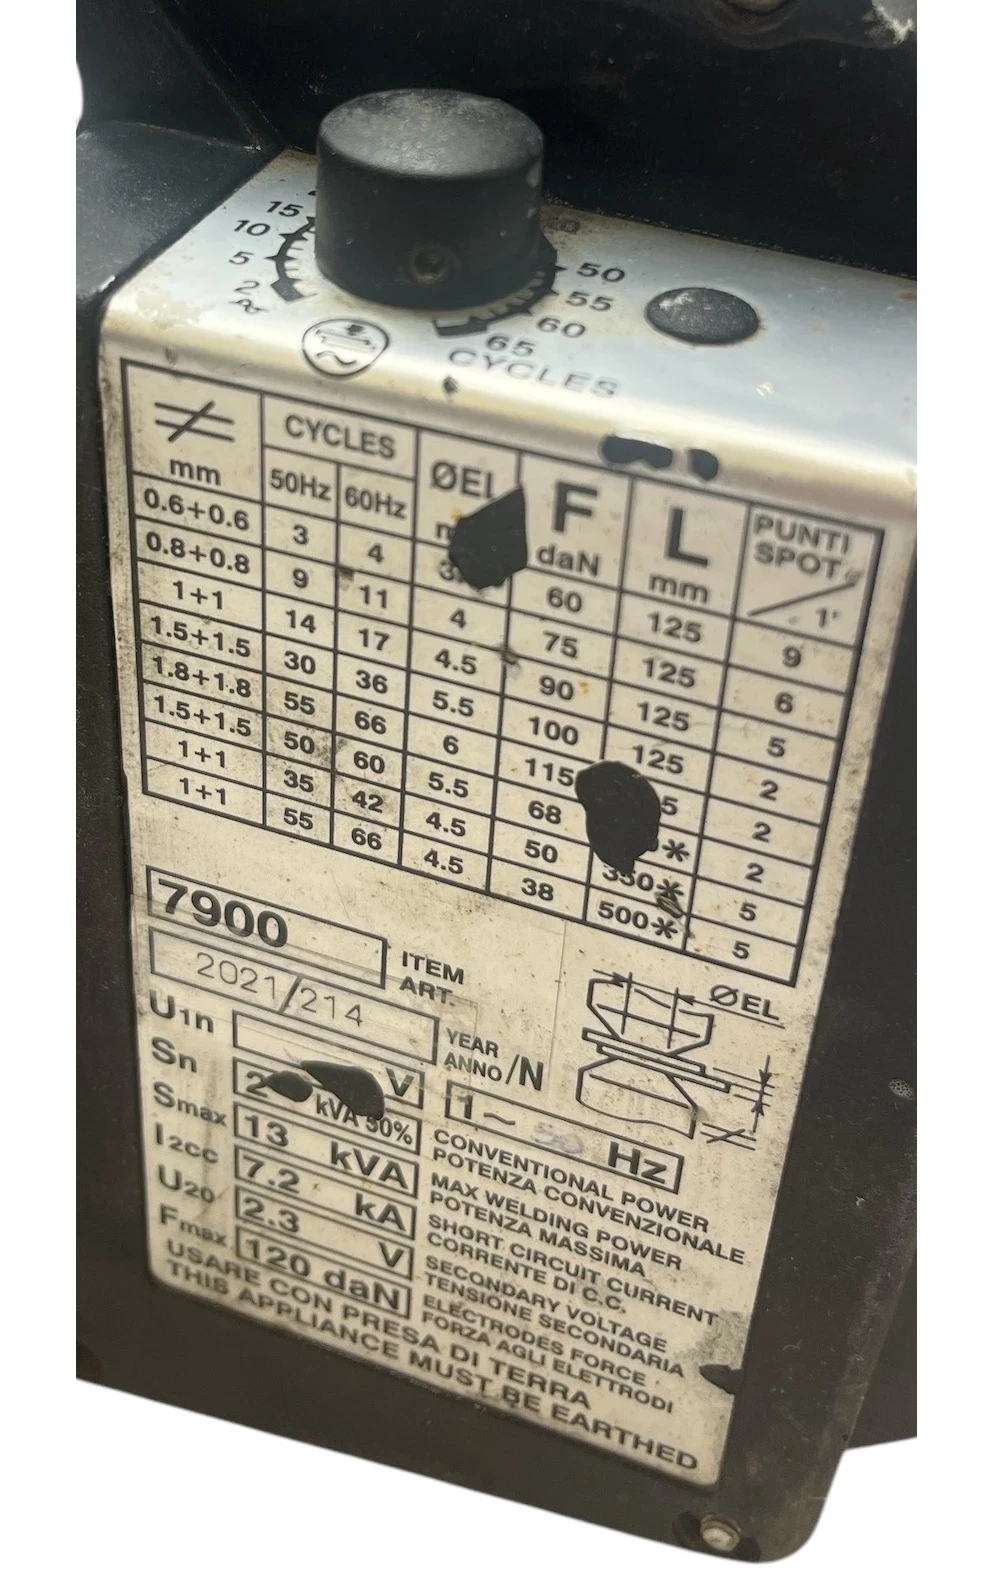 15
10
5
2
50
55
60
65
CYCLES
mm CYCLES ØEL F L PUNTI
SPOT
50Hz 60Hz daN mm 1'
0.6+0.6 3 4 60 125 9
0.8+0.8 9 11 4 75 125 6
1+1 14 17 4.5 90 125 5
1.5+1.5 30 36 5.5 100 125 2
1.8+1.8 55 66 6 115 2
1.5+1.5 50 60 5.5 68 2
1+1 35 42 4.5 50 350* 5
1+1 55 66 4.5 38 500* 5
7900 ITEM
ART.
2021/214 YEAR
ANNO /N
ØEL
U1n V 1~ 50 Hz
Sn kVA 50% CONVENTIONAL POWER
POTENZA CONVENZIONALE
Smax 13 kVA MAX WELDING POWER
POTENZA MASSIMA
I2cc 7.2 kA SHORT CIRCUIT CURRENT
CORRENTE DI C.C.
U20 2.3 V SECONDARY VOLTAGE
TENSIONE SECONDARIA
Fmax 120 daN ELECTRODES FORCE
FORZA AGLI ELETTRODI
USARE CON PRESA DI TERRA
THIS APPLIANCE MUST BE EARTHED